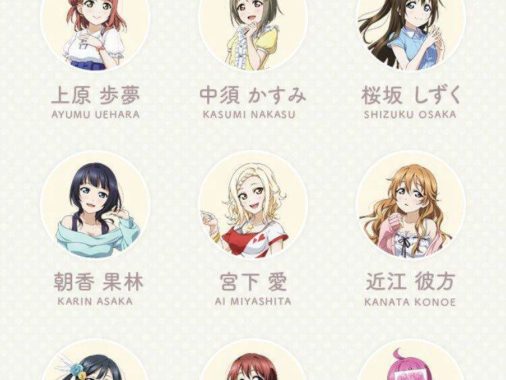 上原 歩夢
AYUMU UEHARA
中須 かすみ
KASUMI NAKASU
桜坂 しずく
SHIZUKU OSAKA
朝香 果林
KARIN ASAKA
宮下 愛
AI MIYASHITA
近江 彼方
KANATA KONOE